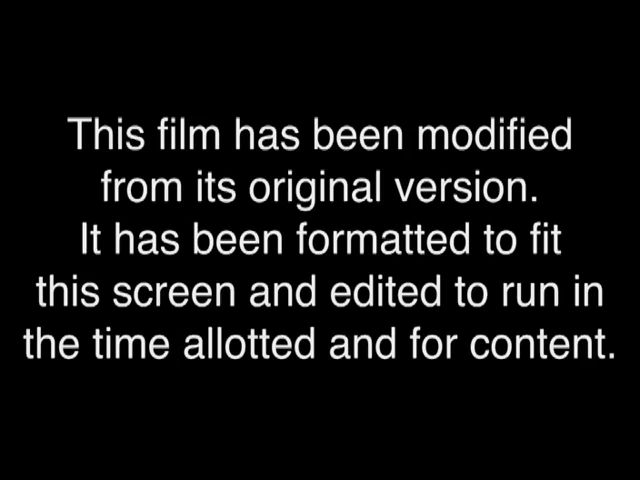 This film has been modified
from its original version.
It has been formatted to fit
this screen and edited to run in
the time allotted and for content.